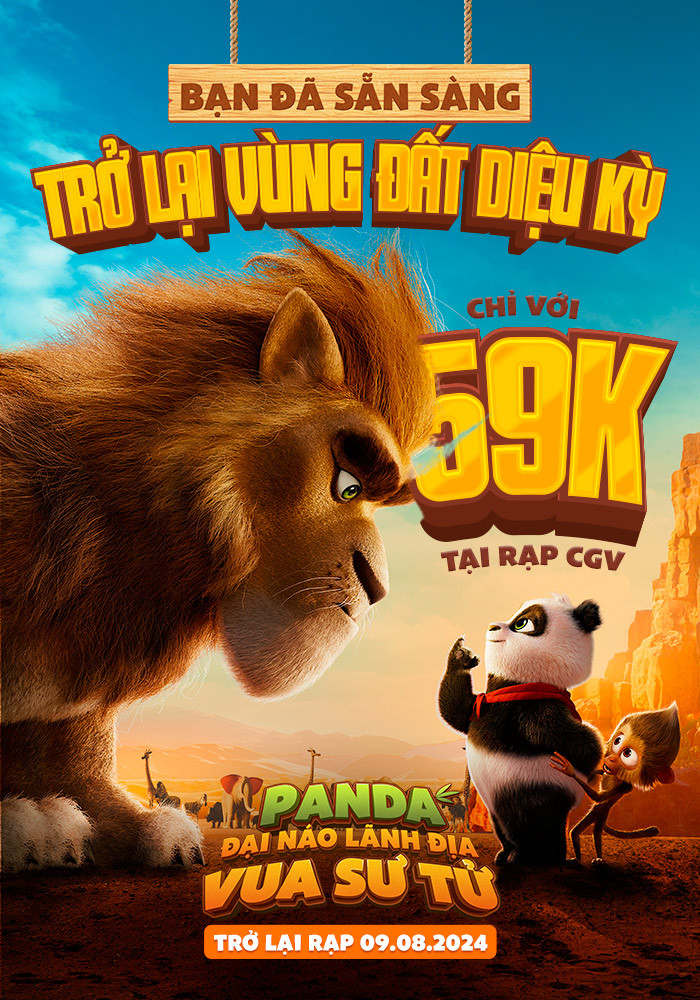 BẠN ĐÃ SẴN SÀNG
TRỞ LẠI VÙNG ĐẤT DIỆU KỲ
CHỈ VỚI
59K
TẠI RẠP CGV
PANDA
ĐẠI NÁO LÃNH ĐỊA
VUA SƯ TỬ
TRỞ LẠI RẠP 09.08.2024